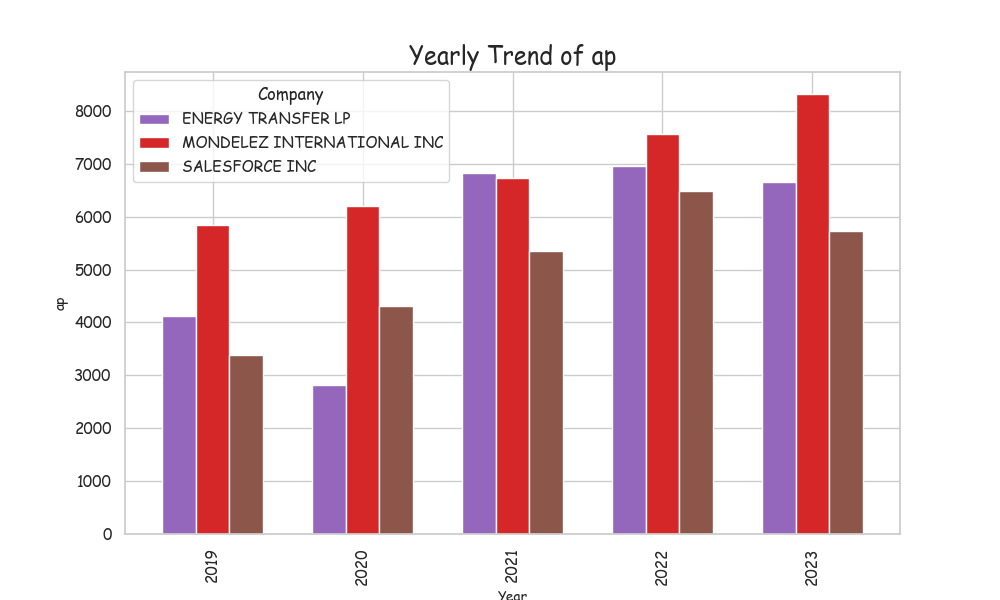 Yearly Trend of ap
Company
ENERGY TRANSFER LP
MONDELEZ INTERNATIONAL INC
SALESFORCE INC
8000
7000
6000
5000
4000
3000
2000
1000
0
ap
2019
2020
2021
2022
2023
Year